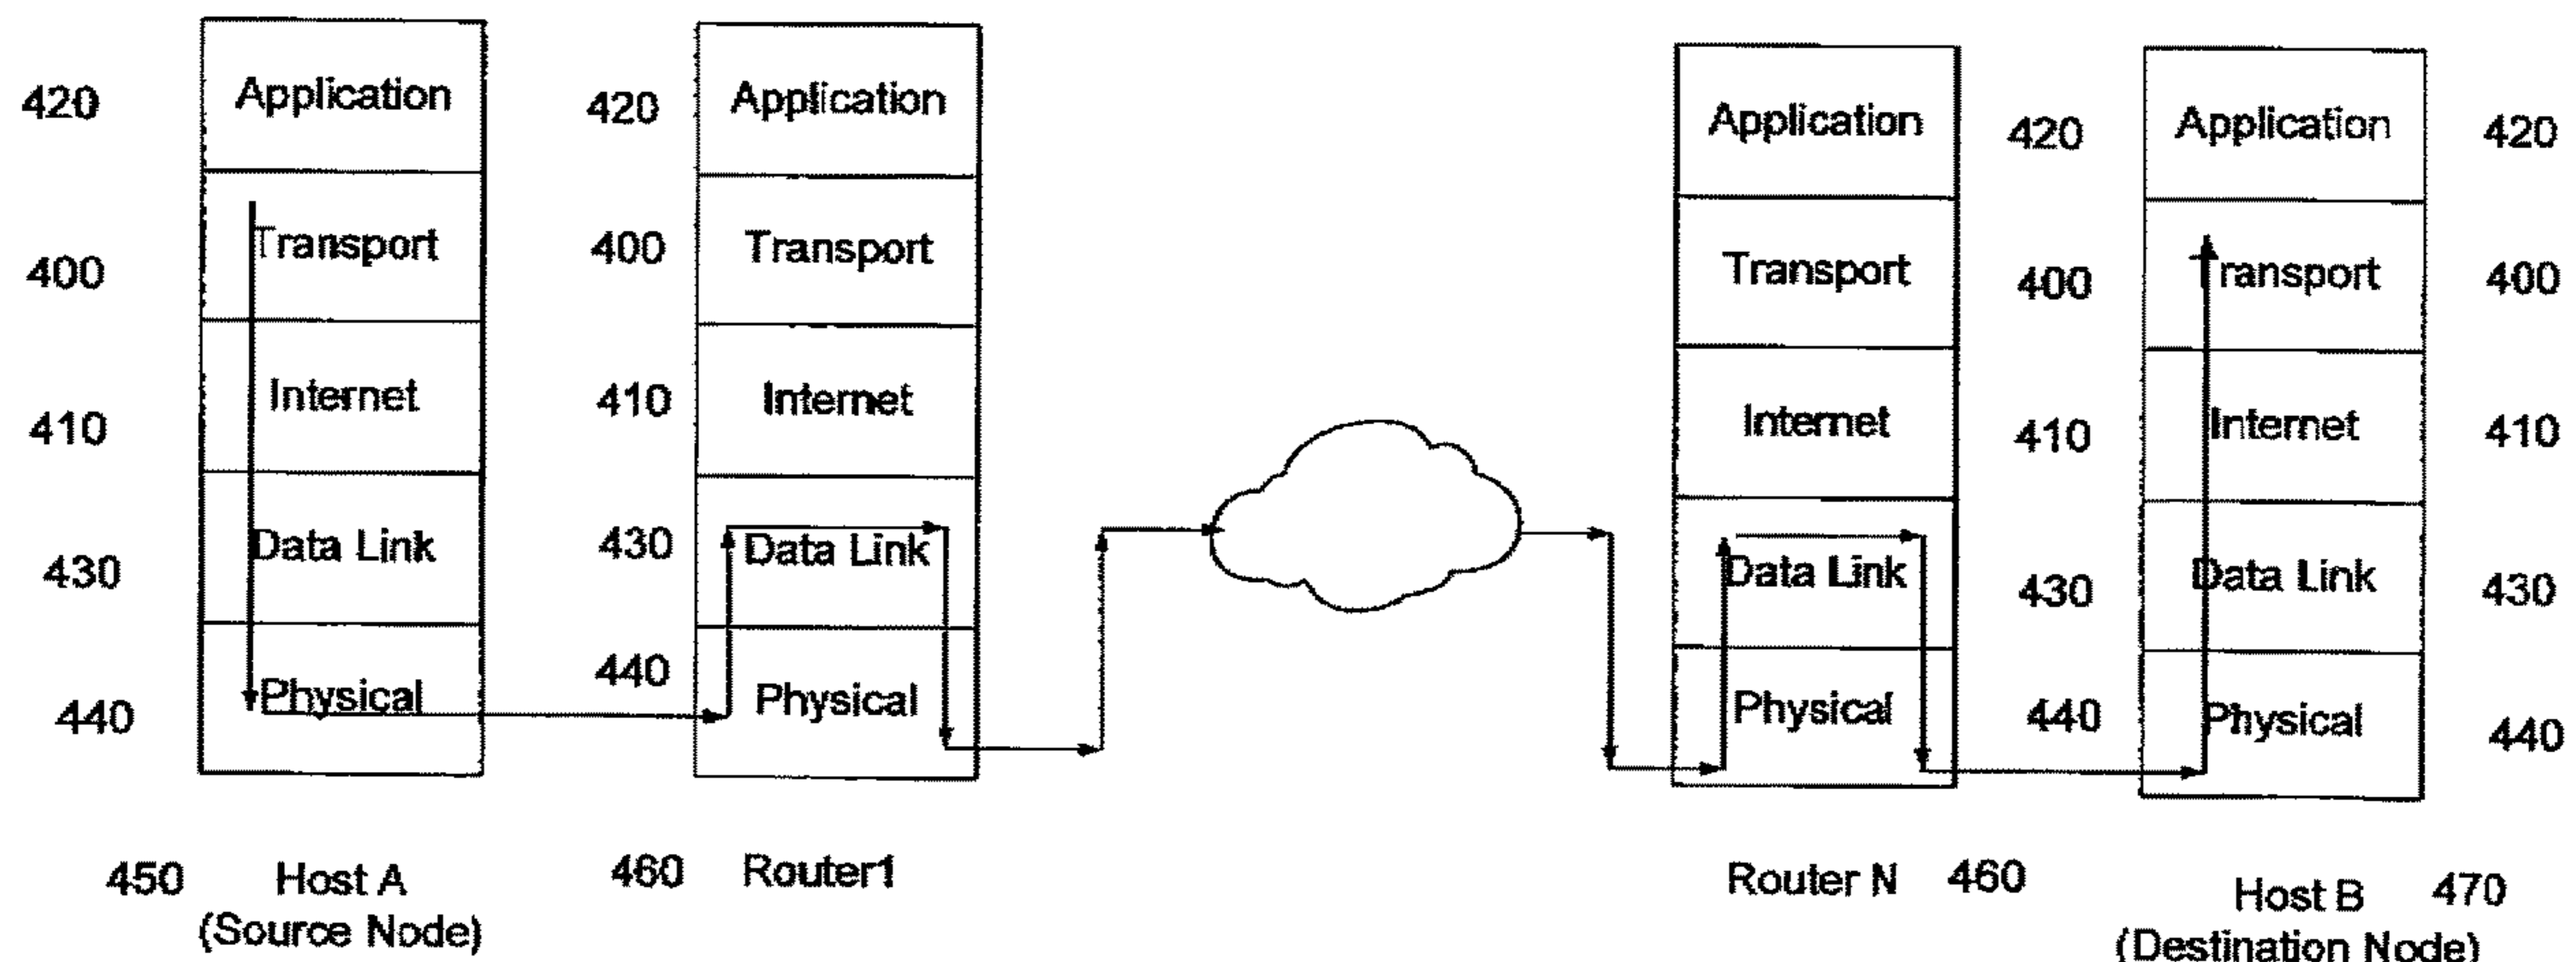 420 Application 420 Application Application 420 Application 420
400 Transport 400 Transport Transport 400 Transport 400
410 Internet 410 Internet Internet 410 Internet 410
430 Data Link 430 Data Link Data Link 430 Data Link 430
440 Physical 440 Physical Physical 440 Physical 440
450 Host A 460 Router1 Router N 460 Host B 470
(Source Node) (Destination Node)